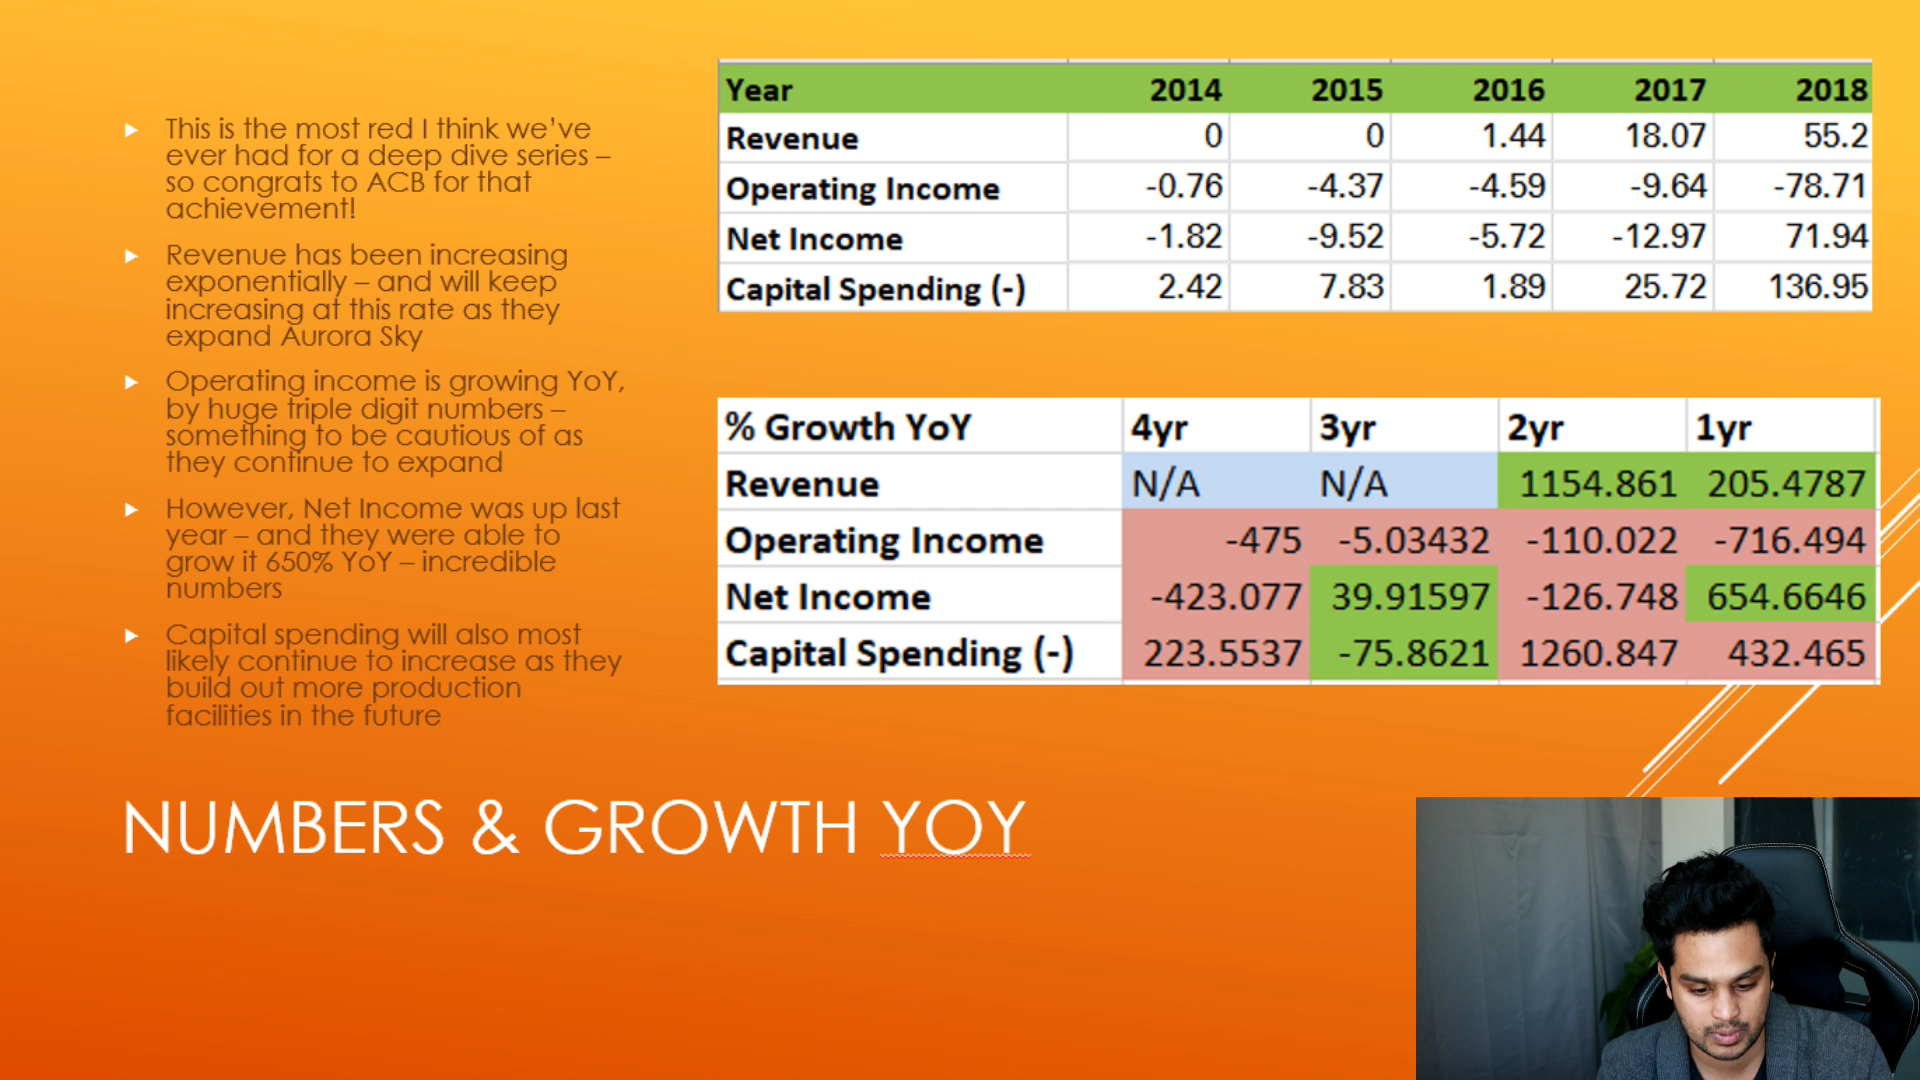 This is the most red I think we've
ever had for a deep dive series –
so congrats to ACB for that
achievement!
Revenue has been increasing
exponentially – and will keep
increasing at this rate as they
expand Aurora Sky
Operating income is growing YoY,
by huge triple digit numbers –
something to be cautious of as
they continue to expand
However, Net Income was up last
year – and they were able to
grow it 650% YoY – incredible
numbers
Capital spending will also most
likely continue to increase as they
build out more production
facilities in the future
Year 2014 2015 2016 2017 2018
Revenue 0 0 1.44 18.07 55.2
Operating Income -0.76 -4.37 -4.59 -9.64 -78.71
Net Income -1.82 -9.52 -5.72 -12.97 71.94
Capital Spending (-) 2.42 7.83 1.89 25.72 136.95
% Growth YoY 4yr 3yr 2yr 1yr
Revenue N/A N/A 1154.861 205.4787
Operating Income -475 -5.03432 -110.022 -716.494
Net Income -423.077 39.91597 -126.748 654.6646
Capital Spending (-) 223.5537 -75.8621 1260.847 432.465
NUMBERS & GROWTH YOY